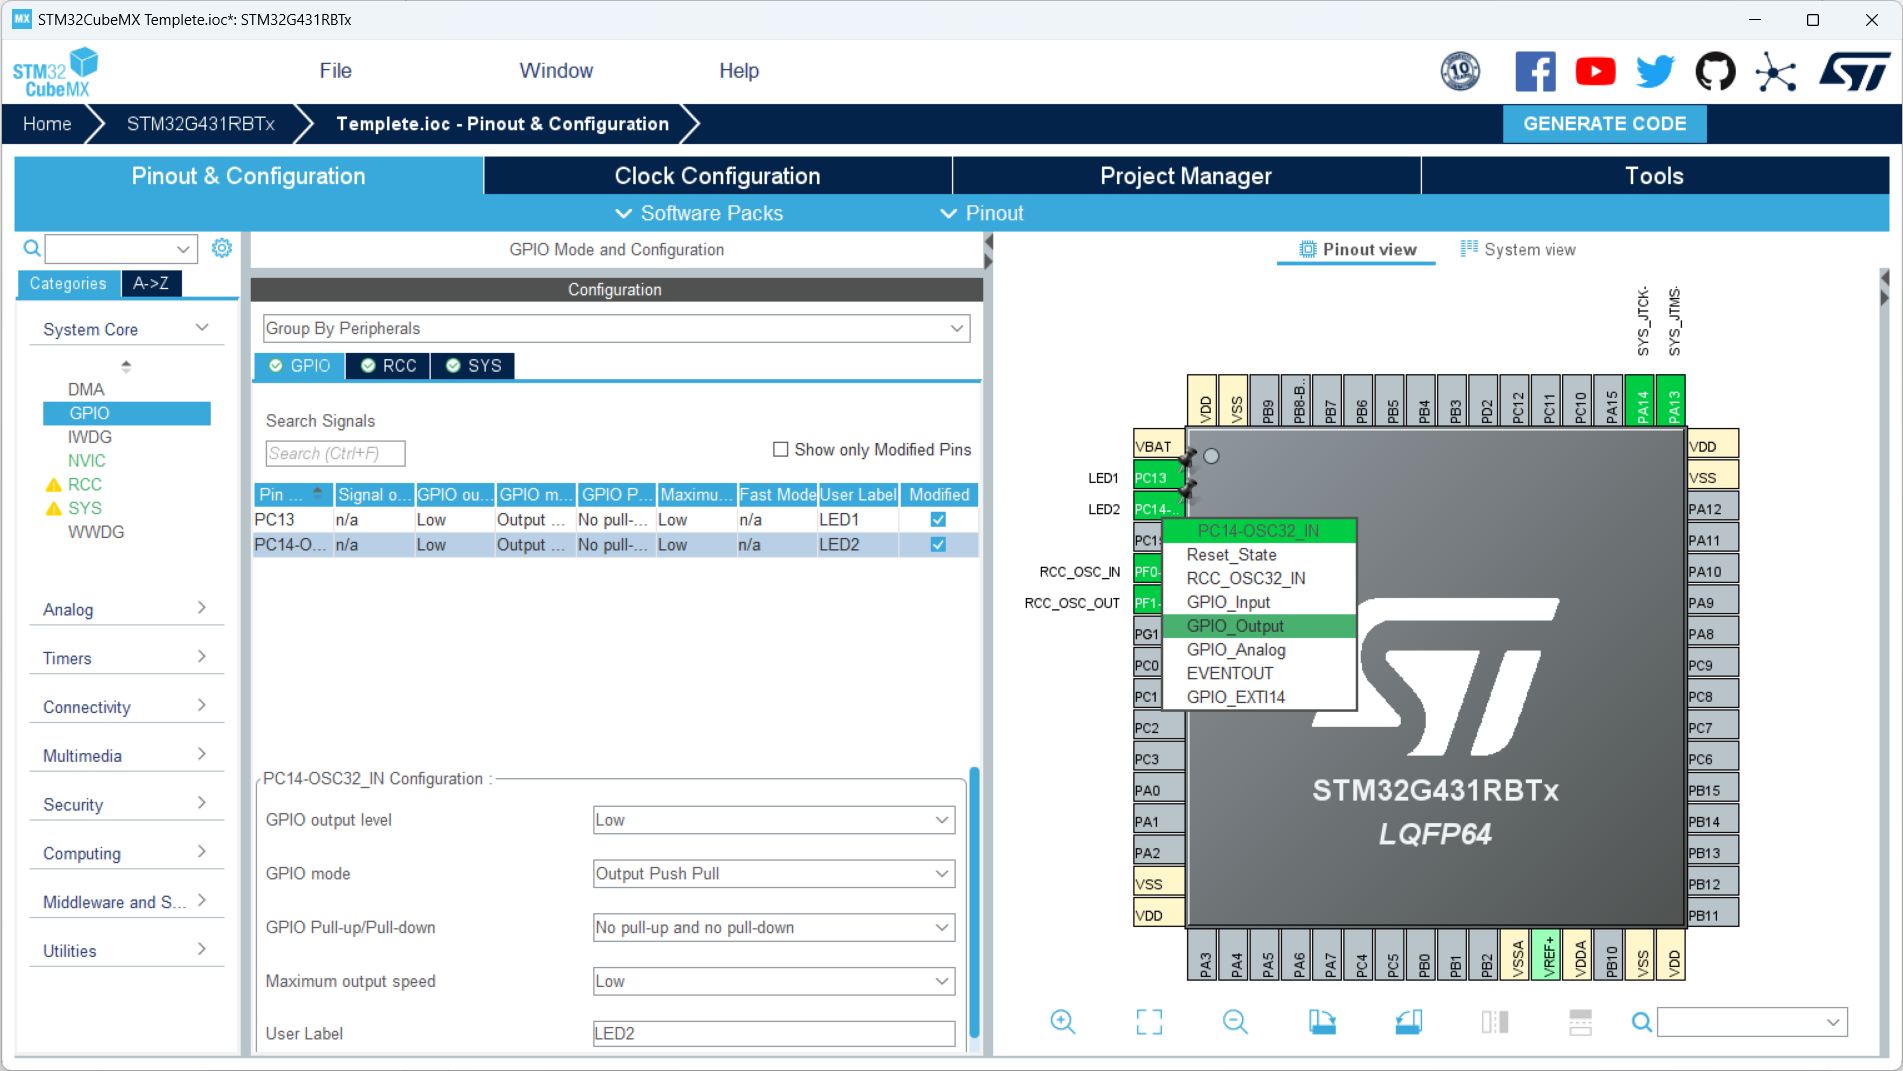 MX STM32CubeMX Templete.ioc*: STM32G431RBTx
STM32
CubeMX
File
Window
Help
10
Home
STM32G431RBTx
Templete.ioc - Pinout & Configuration
GENERATE CODE
Pinout & Configuration
Clock Configuration
Project Manager
Tools
Software Packs
Pinout
Categories
A->Z
System Core
DMA
GPIO
IWDG
NVIC
RCC
SYS
WWDG
Analog
Timers
Connectivity
Multimedia
Security
Computing
Middleware and S...
Utilities
GPIO Mode and Configuration
Configuration
Group By Peripherals
GPIO
RCC
SYS
Search Signals
Search (Ctrl+F)
Show only Modified Pins
Pin ... Signal o... GPIO ou... GPIO m... GPIO P... Maximu... Fast Mode User Label Modified
PC13 n/a Low Output ... No pull-... Low n/a LED1
PC14-O... n/a Low Output ... No pull-... Low n/a LED2
PC14-OSC32_IN Configuration :
GPIO output level
Low
GPIO mode
Output Push Pull
GPIO Pull-up/Pull-down
No pull-up and no pull-down
Maximum output speed
Low
User Label
LED2
Pinout view
System view
SYS_JTCK-
SYS_JTMS-
VDD
VSS
PB9
PB8-B..
PB7
PB6
PB5
PB4
PB3
PD2
PC12
PC11
PC10
PA15
PA14
PA13
VBAT
LED1
PC13
LED2
PC14-..
PC15
RCC_OSC_IN
PF0-
RCC_OSC_OUT
PF1-
PG1
PC0
PC1
PC2
PC3
PA0
PA1
PA2
VSS
VDD
PC14-OSC32_IN
Reset_State
RCC_OSC32_IN
GPIO_Input
GPIO_Output
GPIO_Analog
EVENTOUT
GPIO_EXTI14
STM32G431RBTx
LQFP64
VDD
VSS
PA12
PA11
PA10
PA9
PA8
PC9
PC8
PC7
PC6
PB15
PB14
PB13
PB12
PB11
PA3
PA4
PA5
PA6
PA7
PC4
PC5
PB0
PB1
PB2
VSSA
VREF+
VDDA
PB10
VSS
VDD